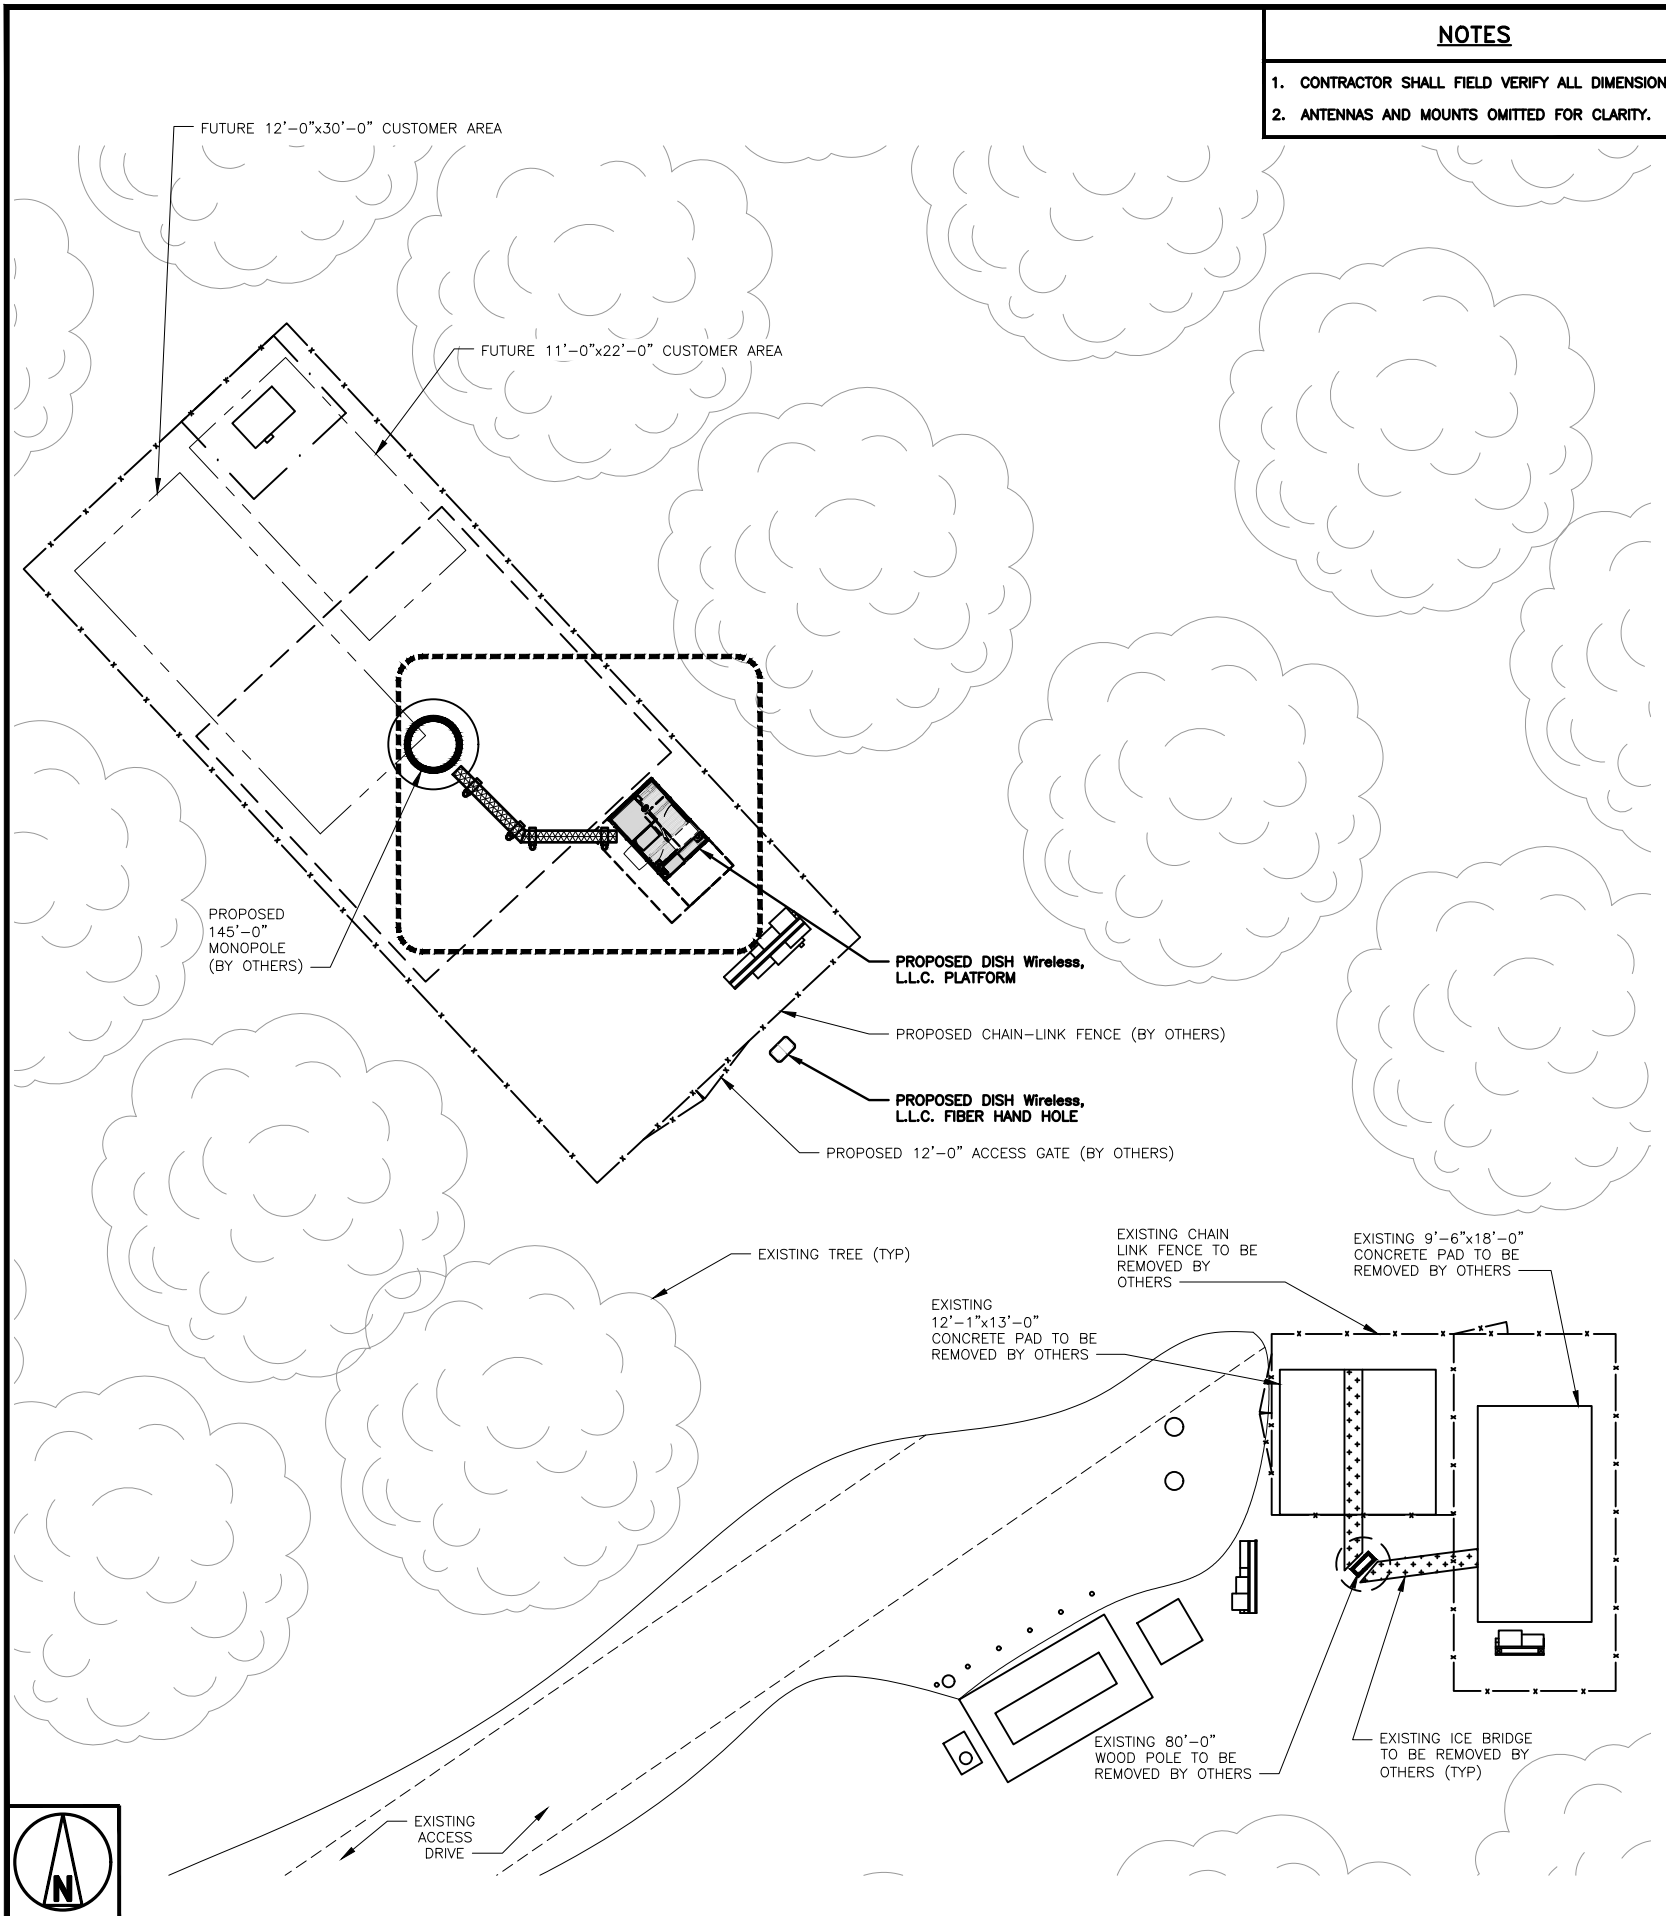 NOTES
1. CONTRACTOR SHALL FIELD VERIFY ALL DIMENSION
2. ANTENNAS AND MOUNTS OMITTED FOR CLARITY.
FUTURE 12'-0"x30'-0" CUSTOMER AREA
FUTURE 11'-0"x22'-0" CUSTOMER AREA
PROPOSED
145'-0"
MONOPOLE
(BY OTHERS)
PROPOSED DISH Wireless,
L.L.C. PLATFORM
PROPOSED CHAIN-LINK FENCE (BY OTHERS)
PROPOSED DISH Wireless,
L.L.C. FIBER HAND HOLE
PROPOSED 12'-0" ACCESS GATE (BY OTHERS)
EXISTING TREE (TYP)
EXISTING CHAIN
LINK FENCE TO BE
REMOVED BY
OTHERS
EXISTING 9'-6"x18'-0"
CONCRETE PAD TO BE
REMOVED BY OTHERS
EXISTING
12'-1"x13'-0"
CONCRETE PAD TO BE
REMOVED BY OTHERS
EXISTING 80'-0"
WOOD POLE TO BE
REMOVED BY OTHERS
EXISTING ICE BRIDGE
TO BE REMOVED BY
OTHERS (TYP)
EXISTING
ACCESS
DRIVE
N